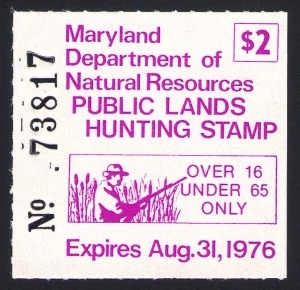 Maryland
$2
Department of
Natural Resources
PUBLIC LANDS
HUNTING STAMP
OVER 16
UNDER 65
ONLY
Expires Aug.31,1976
No. 73817